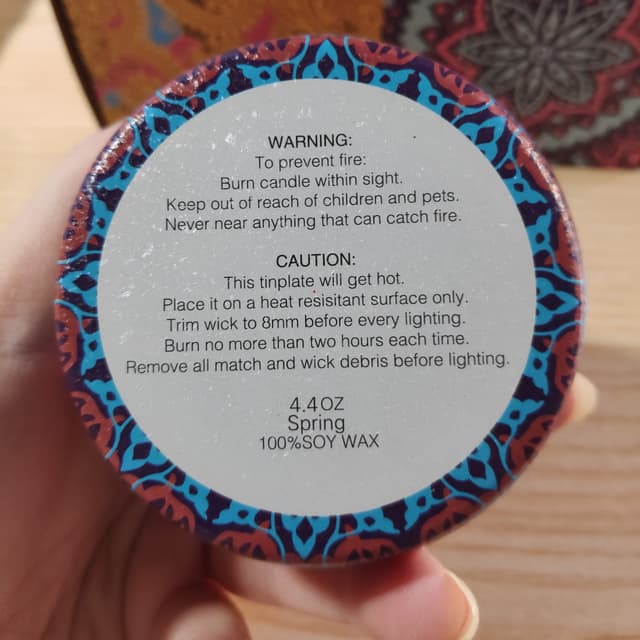 WARNING:
To prevent fire:
Burn candle within sight.
Keep out of reach of children and pets.
Never near anything that can catch fire.
CAUTION:
This tinplate will get hot.
Place it on a heat resisitant surface only.
Trim wick to 8mm before every lighting.
Burn no more than two hours each time.
Remove all match and wick debris before lighting.
4.4OZ
Spring
100%SOY WAX